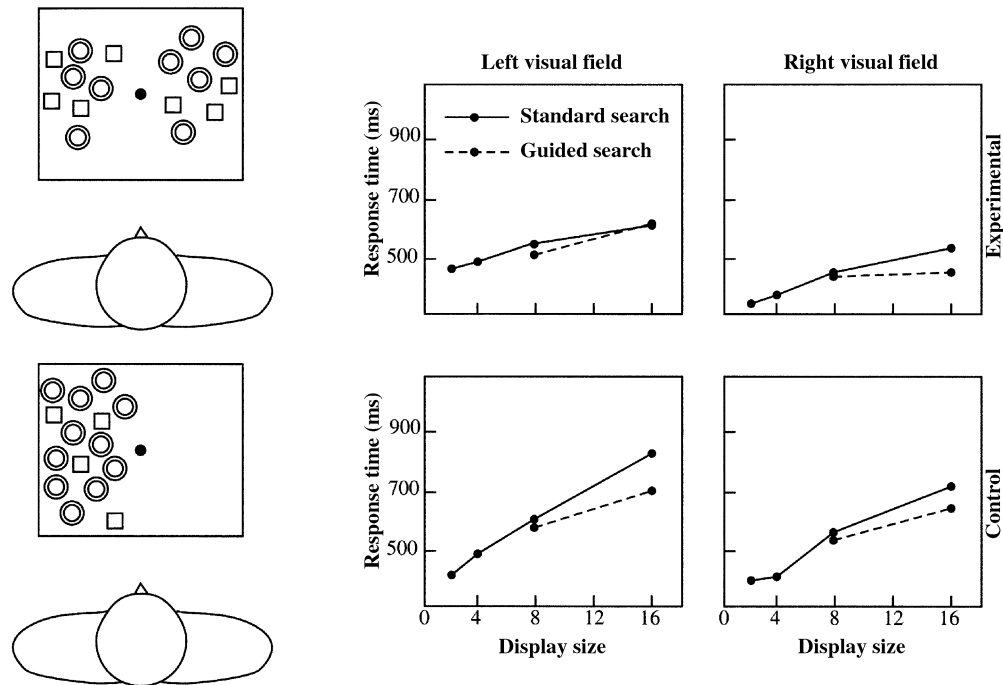 Left visual field
Right visual field
Response time (ms)
900
700
500
Standard search
Guided search
Experimental
Response time (ms)
900
700
500
Control
0 4 8 12 16
0 4 8 12 16
Display size
Display size